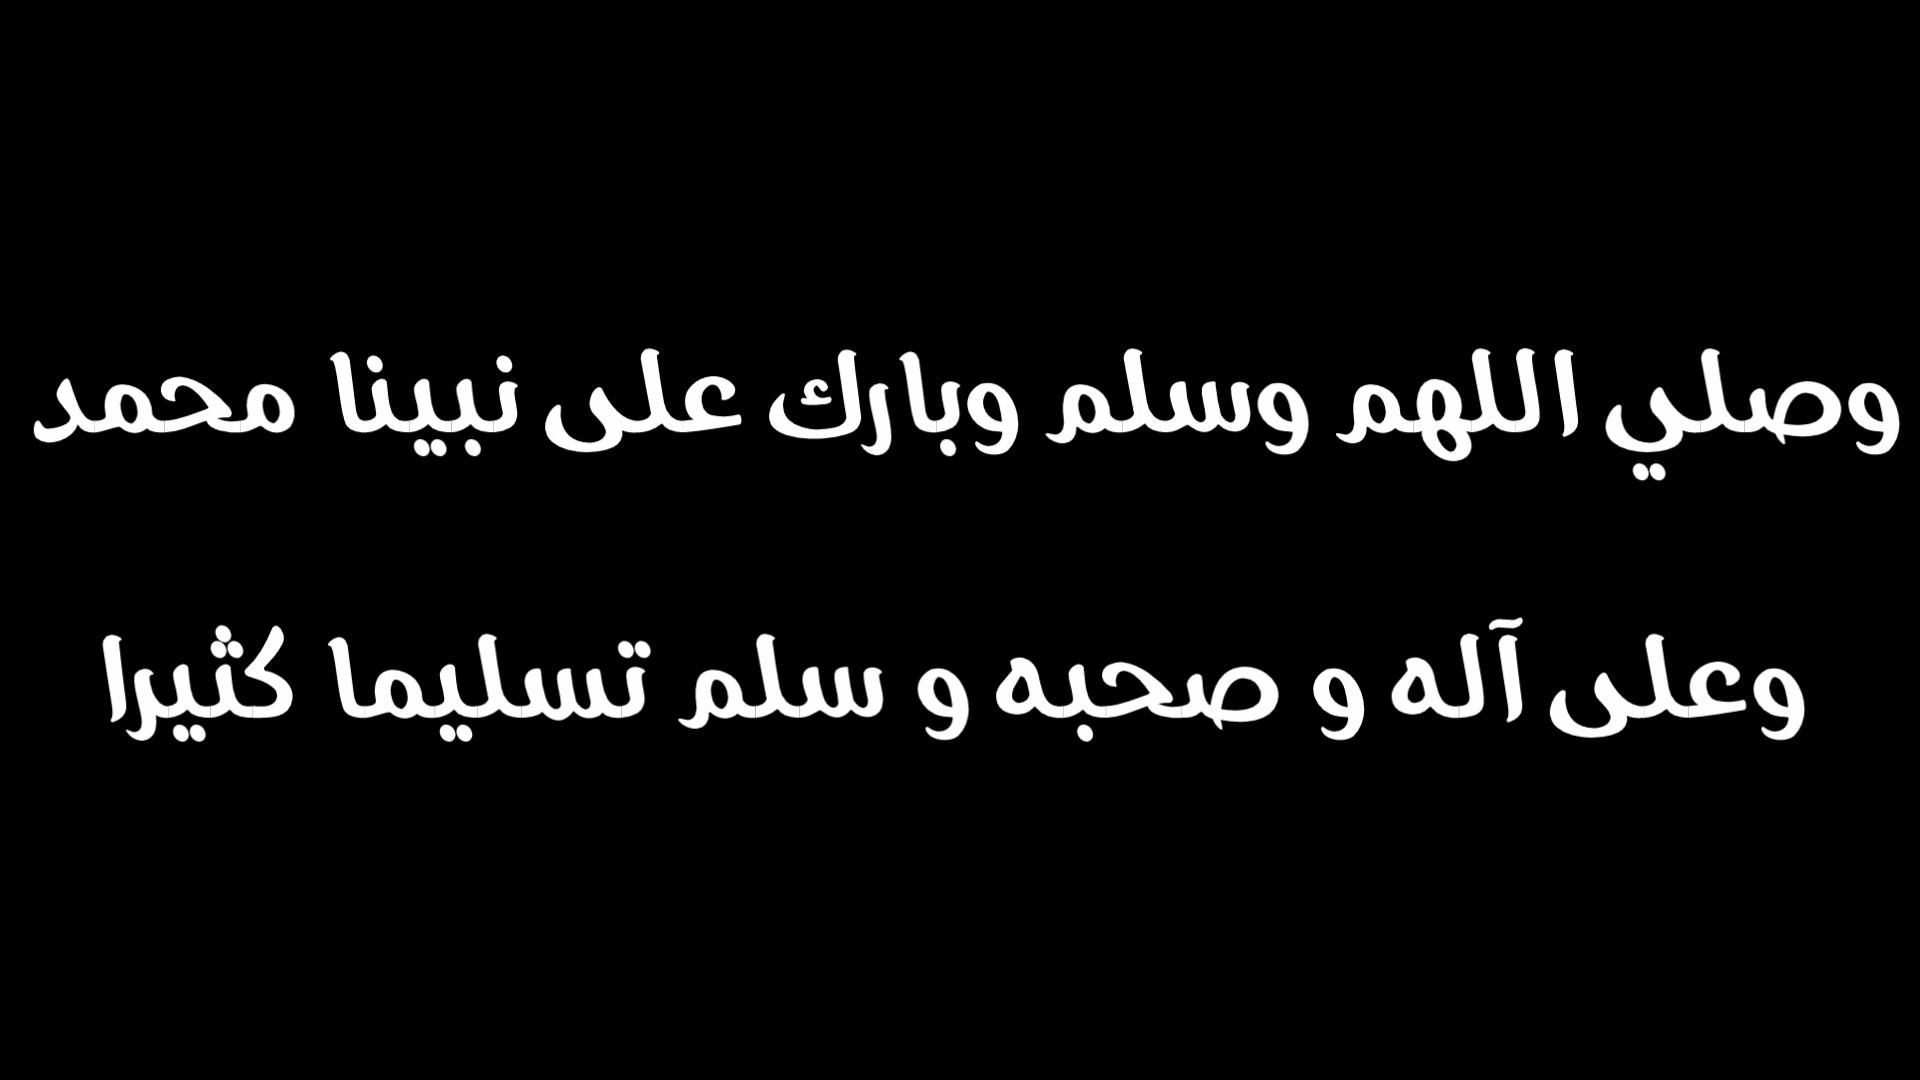 وصلي اللهم وسلم وبارك على نبينا محمد
وعلى آله و صحبه و سلم تسليما كثيرا